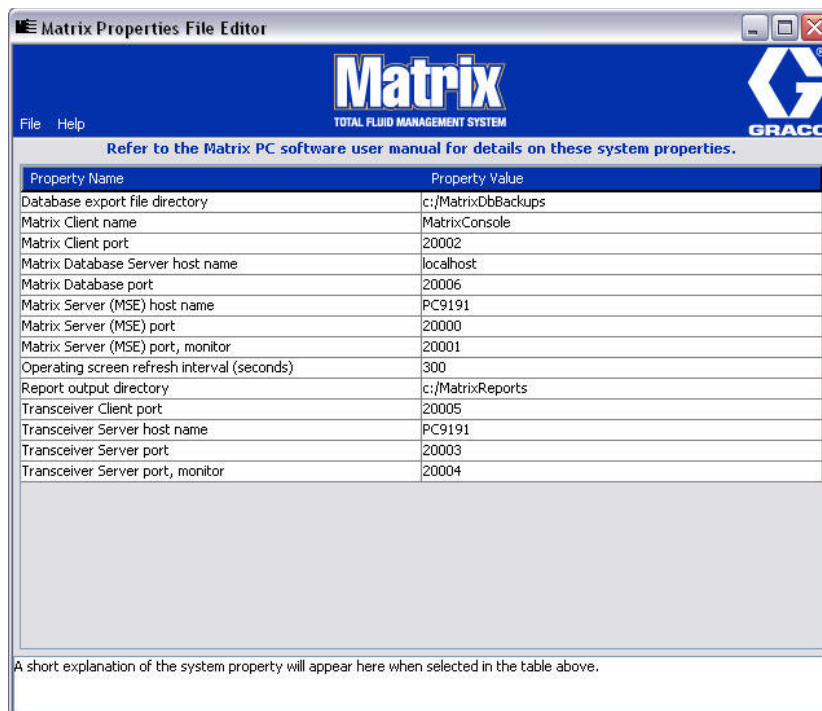 Matrix Properties File Editor
Matrix
TOTAL FLUID MANAGEMENT SYSTEM
File Help
GRACO
Refer to the Matrix PC software user manual for details on these system properties.
Property Name Property Value
Database export file directory c:/MatrixDbBackups
Matrix Client name MatrixConsole
Matrix Client port 20002
Matrix Database Server host name localhost
Matrix Database port 20006
Matrix Server (MSE) host name PC9191
Matrix Server (MSE) port 20000
Matrix Server (MSE) port, monitor 20001
Operating screen refresh interval (seconds) 300
Report output directory c:/MatrixReports
Transceiver Client port 20005
Transceiver Server host name PC9191
Transceiver Server port 20003
Transceiver Server port, monitor 20004
A short explanation of the system property will appear here when selected in the table above.